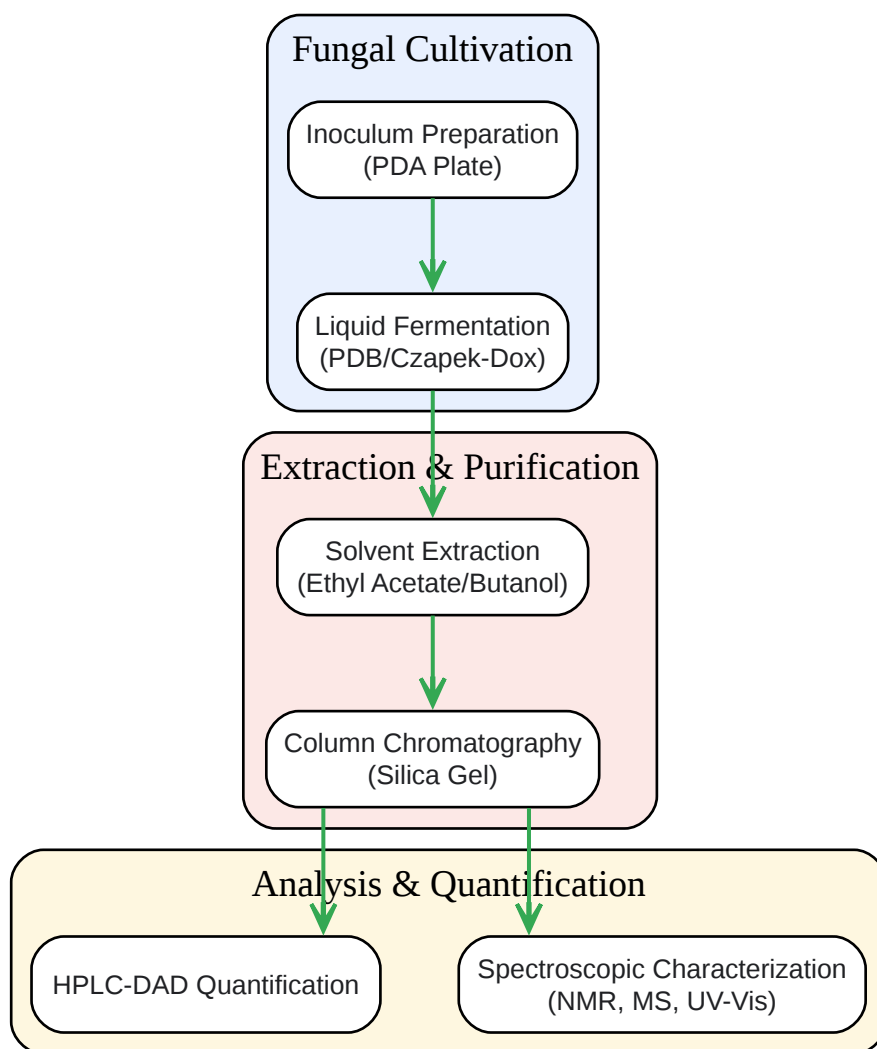 Fungal Cultivation
Inoculum Preparation
(PDA Plate)
Liquid Fermentation
(PDB/Czapek-Dox)
Extraction & Purification
Solvent Extraction
(Ethyl Acetate/Butanol)
Column Chromatography
(Silica Gel)
Analysis & Quantification
HPLC-DAD Quantification
Spectroscopic Characterization
(NMR, MS, UV-Vis)